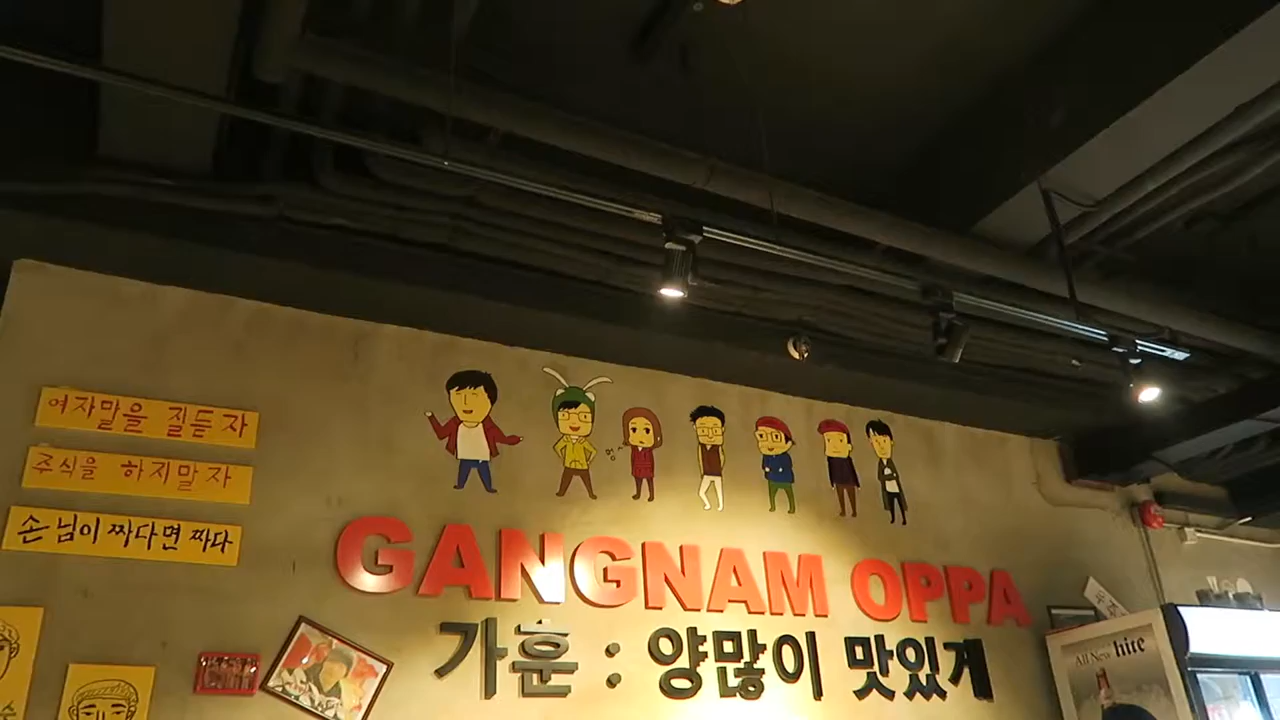 여자말을 질듣자
주식을 하지말자
손님이 짜다면 짜다
GANGNAM OPPA
가훈 : 양많이 맛있게
All New hite